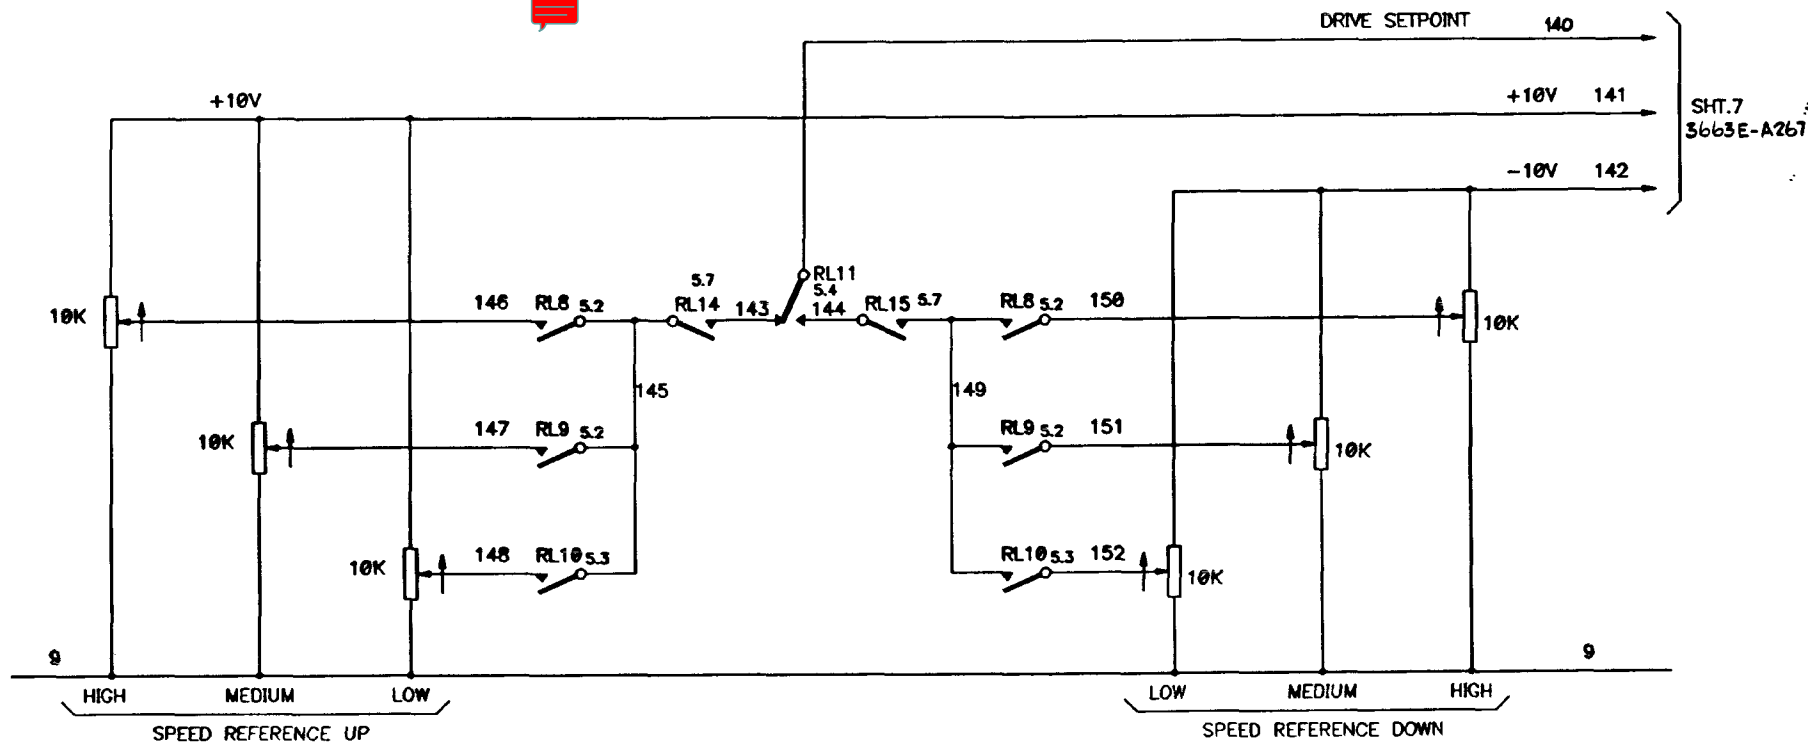 DRIVE SETPOINT 140
+10V
+10V 141
SHT.7
3663E-A267
-10V 142
RL11
5.4
5.7
146 RL8 5.2 RL14 143 144 RL15 5.7 RL8 5.2 150
10K
10K
145
149
147 RL9 5.2
RL9 5.2 151
10K
10K
148 RL10 5.3
RL10 5.3 152
10K
10K
9
9
HIGH MEDIUM LOW
LOW MEDIUM HIGH
SPEED REFERENCE UP
SPEED REFERENCE DOWN